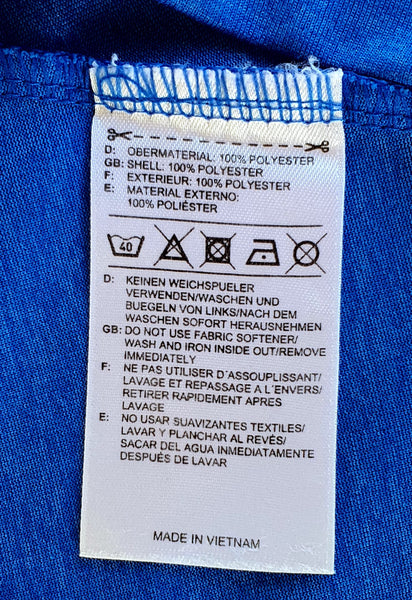 D: OBERMATERIAL: 100% POLYESTER
GB: SHELL: 100% POLYESTER
F: EXTERIEUR: 100% POLYESTER
E: MATERIAL EXTERNO:
100% POLIÉSTER
40
D: KEINEN WEICHSPUELER
VERWENDEN/WASCHEN UND
BUEGELN VON LINKS/NACH DEM
WASCHEN SOFORT HERAUSNEHMEN
GB: DO NOT USE FABRIC SOFTENER/
WASH AND IRON INSIDE OUT/REMOVE
IMMEDIATELY
F: NE PAS UTILISER D'ASSOUPLISSANT/
LAVAGE ET REPASSAGE A L'ENVERS/
RETIRER RAPIDEMENT APRES
LAVAGE
E: NO USAR SUAVIZANTES TEXTILES/
LAVAR Y PLANCHAR AL REVÉS/
SACAR DEL AGUA INMEDIATAMENTE
DESPUÉS DE LAVAR
MADE IN VIETNAM